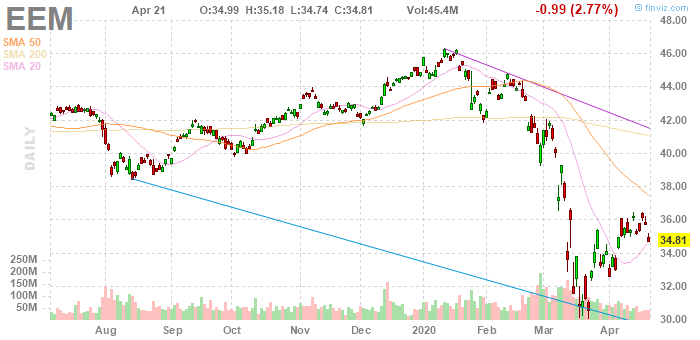 EEM
Apr 21
O:34.99 H:35.18 L:34.74 C:34.81
Vol:45.4M
-0.99 (2.77%)
© finviz.com
SMA 50
SMA 200
SMA 20
DAILY
48.00
46.00
44.00
42.00
40.00
38.00
36.00
34.81
34.00
32.00
30.00
250M
200M
150M
100M
50M
Aug Sep Oct Nov Dec 2020 Feb Mar Apr